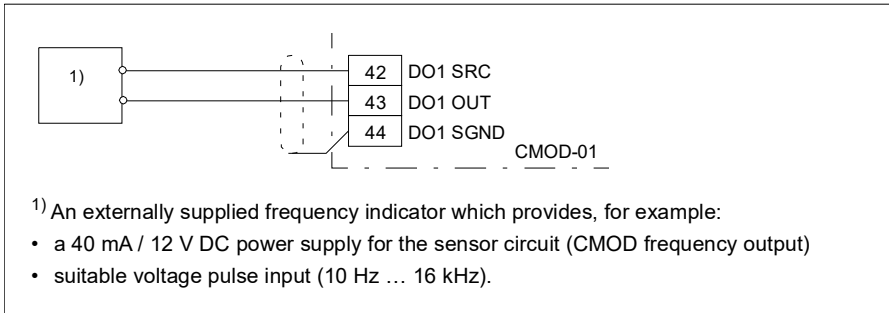 1)
42 DO1 SRC
43 DO1 OUT
44 DO1 SGND
CMOD-01
1) An externally supplied frequency indicator which provides, for example:
• a 40 mA / 12 V DC power supply for the sensor circuit (CMOD frequency output)
• suitable voltage pulse input (10 Hz … 16 kHz).